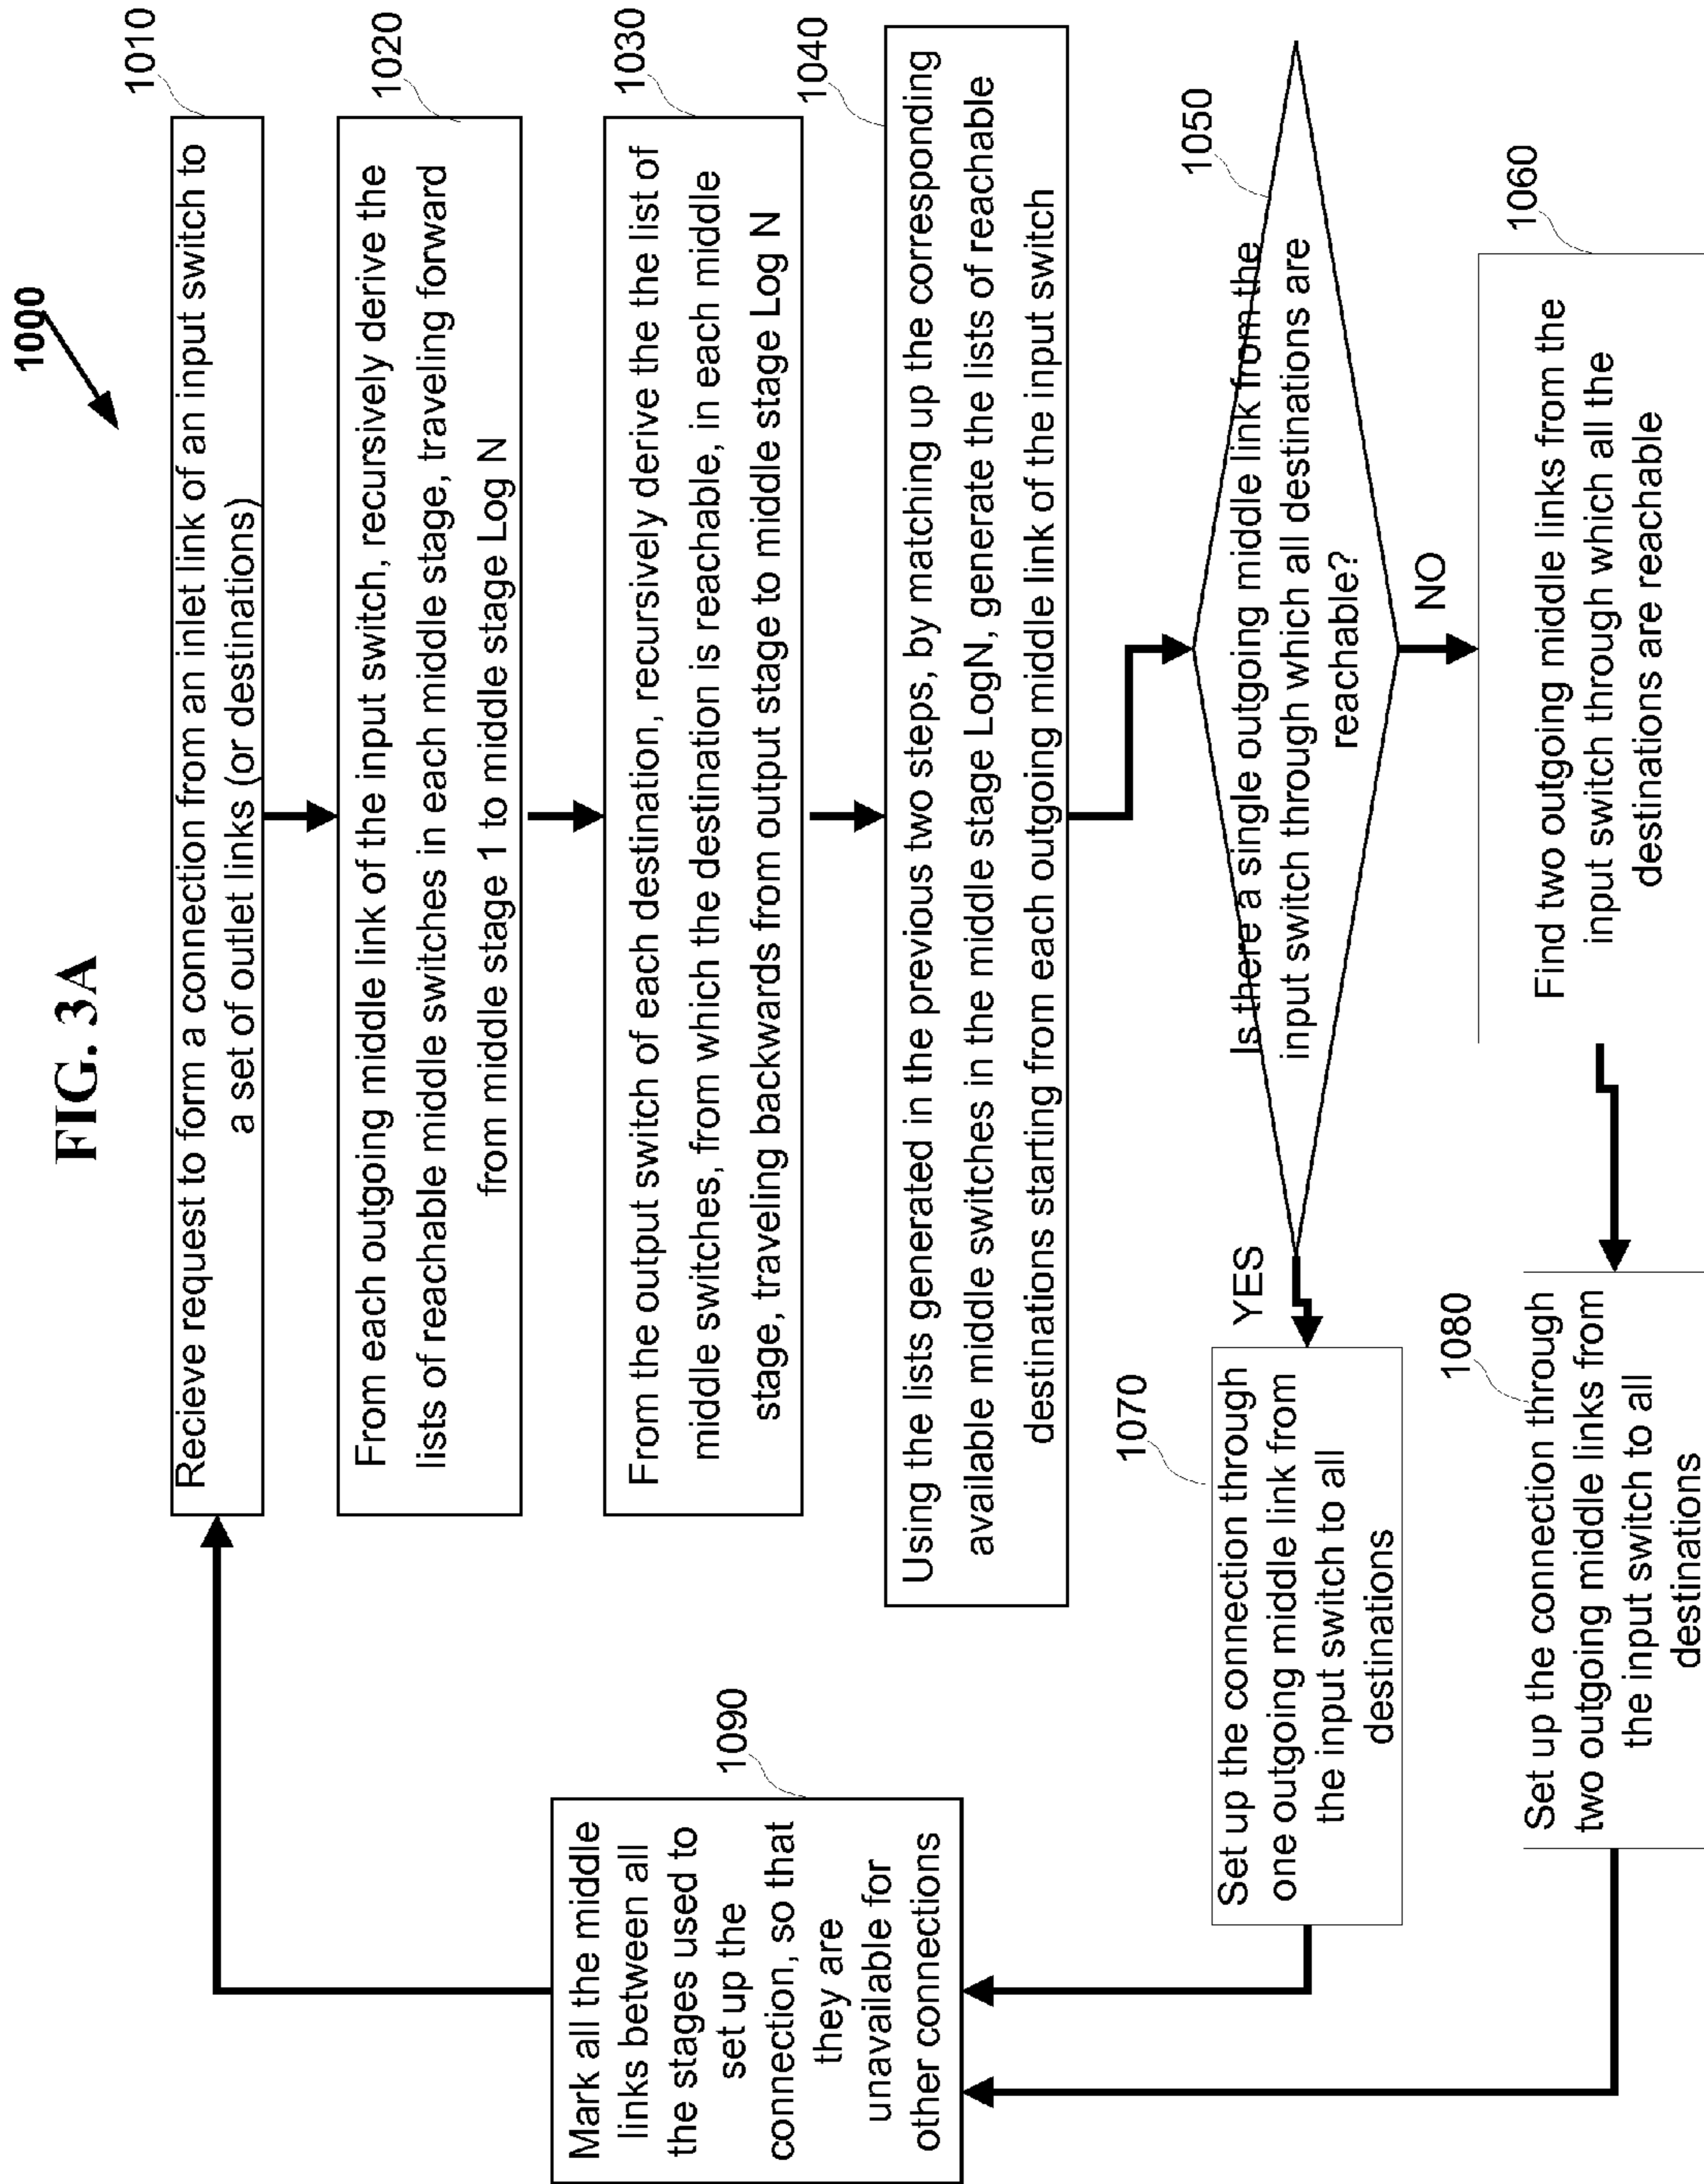 FIG. 3A
1000
1010
Recieve request to form a connection from an inlet link of an input switch to
a set of outlet links (or destinations)
1020
From each outgoing middle link of the input switch, recursively derive the
lists of reachable middle switches in each middle stage, traveling forward
from middle stage 1 to middle stage Log N
1030
From the output switch of each destination, recursively derive the the list of
middle switches, from which the destination is reachable, in each middle
stage, traveling backwards from output stage to middle stage Log N
1040
Using the lists generated in the previous two steps, by matching up the corresponding
available middle switches in the middle stage LogN, generate the lists of reachable
destinations starting from each outgoing middle link of the input switch
1050
Is there a single outgoing middle link from the
input switch through which all destinations are
reachable?
YES
NO
1060
Find two outgoing middle links from the
input switch through which all the
destinations are reachable
1070
Set up the connection through
one outgoing middle link from
the input switch to all
destinations
1080
Set up the connection through
two outgoing middle links from
the input switch to all
destinations
1090
Mark all the middle
links between all
the stages used to
set up the
connection, so that
they are
unavailable for
other connections